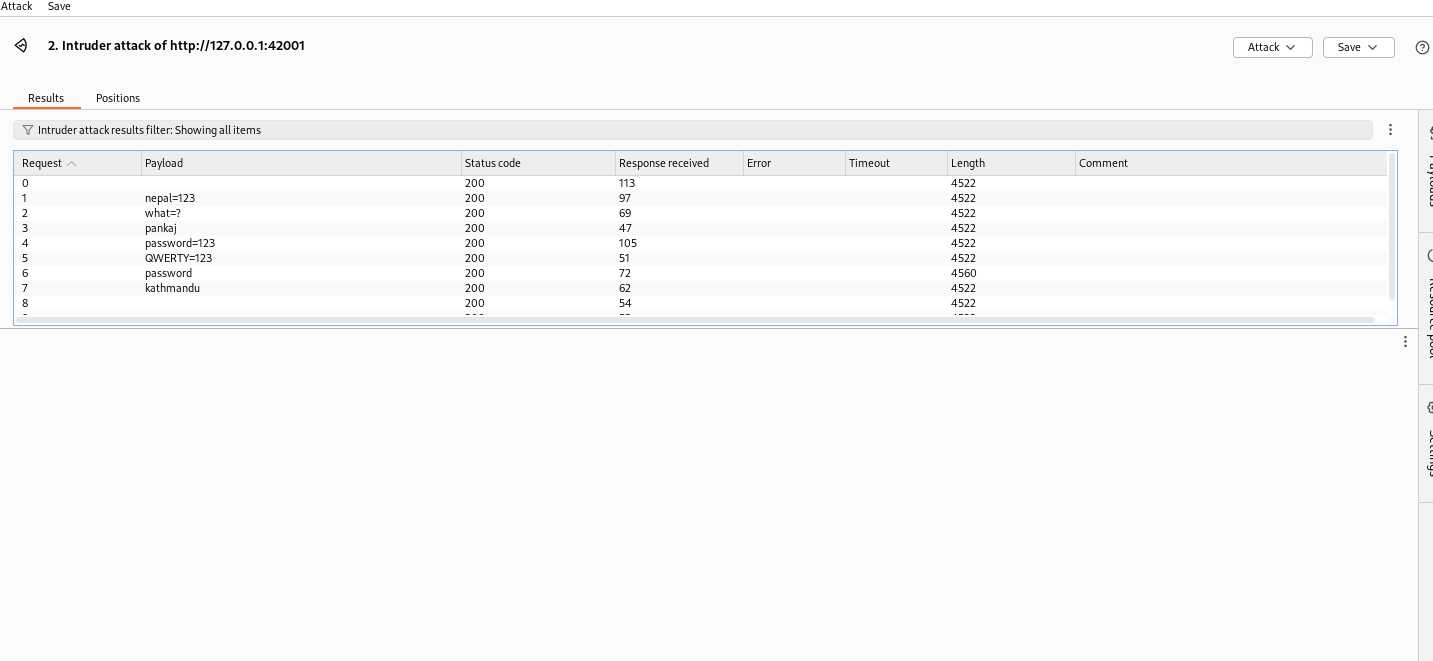 Attack Save
2. Intruder attack of http://127.0.0.1:42001
Attack Save
Results Positions
Intruder attack results filter: Showing all items
Request Payload Status code Response received Error Timeout Length Comment
0 200 113 4522
1 nepal=123 200 97 4522
2 what=? 200 69 4522
3 pankaj 200 47 4522
4 password=123 200 105 4522
5 QWERTY=123 200 51 4522
6 password 200 72 4560
7 kathmandu 200 62 4522
8 200 54 4522
Payloads
Resource pool
Settings